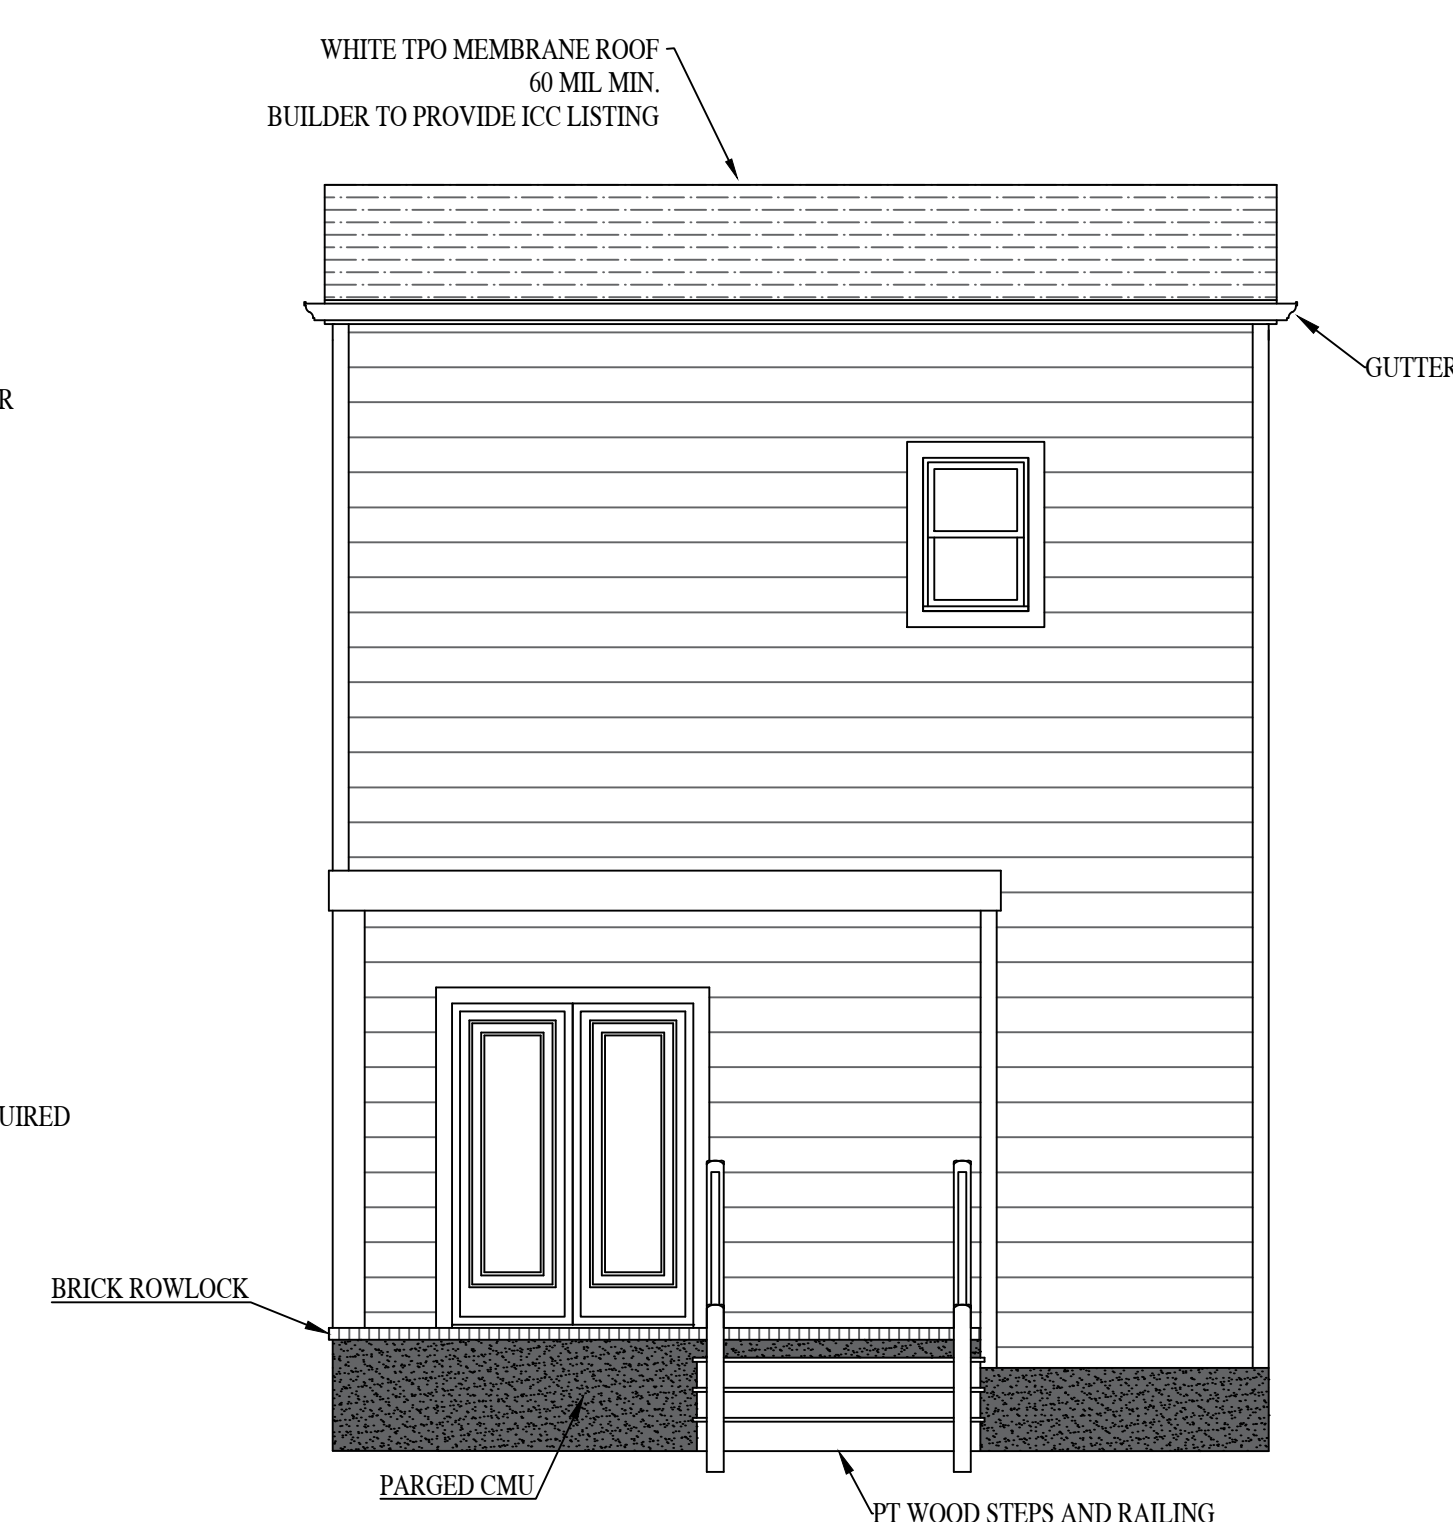 WHITE TPO MEMBRANE ROOF
60 MIL MIN.
BUILDER TO PROVIDE ICC LISTING
GUTTER
R
UIRED
BRICK ROWLOCK
PARGED CMU
PT WOOD STEPS AND RAILING